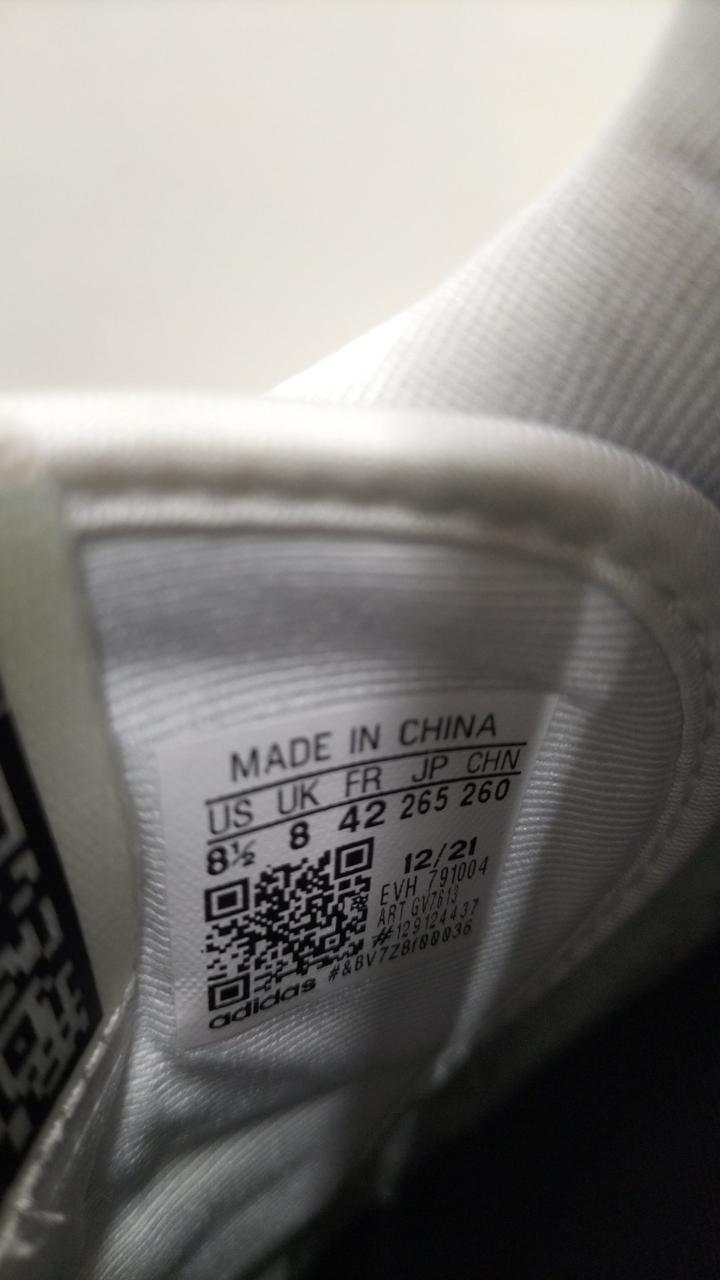 MADE IN CHINA
US UK FR JP CHN
8½ 8 42 265 260
12/21
EVH 791004
ART GV7613
#129124437
#&BV7Z8f00036
adidas